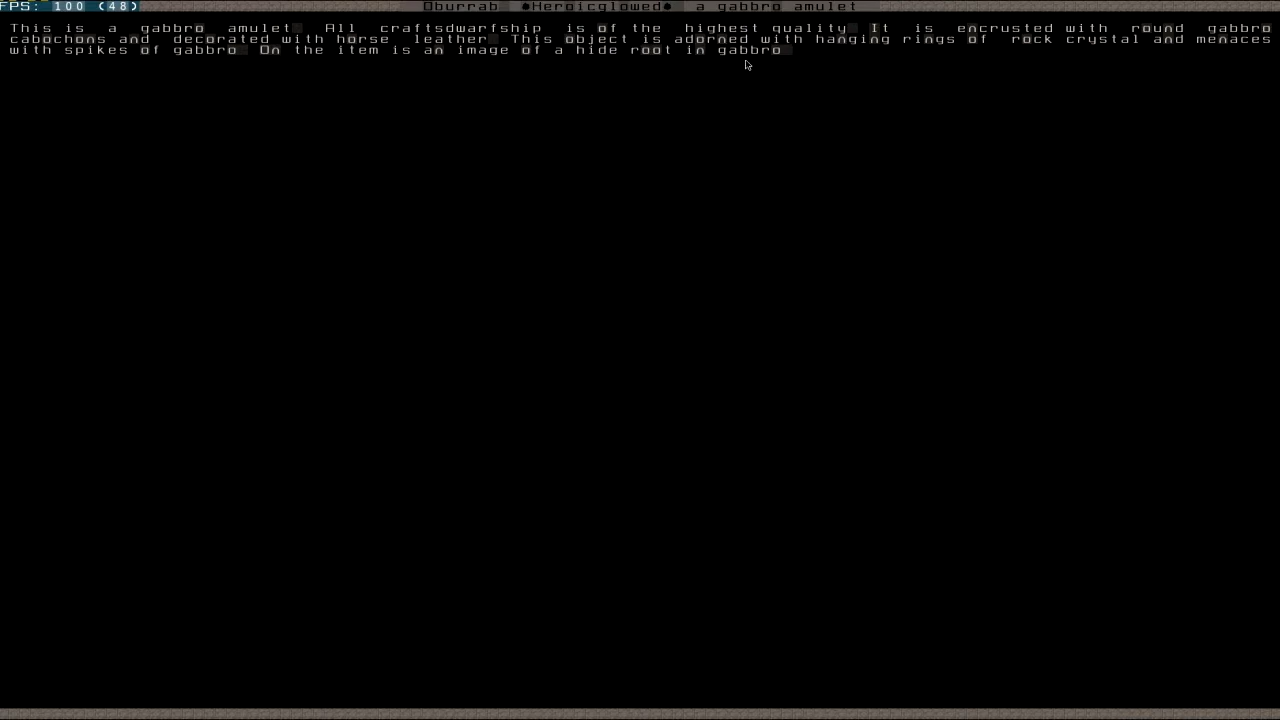 FPS: 100 (48) Oburrab ♠Heroicglowed♠ a gabbro amulet
This is a gabbro amulet All craftsdwarfship is of the highest quality It is encrusted with round gabbro
cabochons and decorated with horse leather This object is adorned with hanging rings of rock crystal and menaces
with spikes of gabbro On the item is an image of a hide root in gabbro